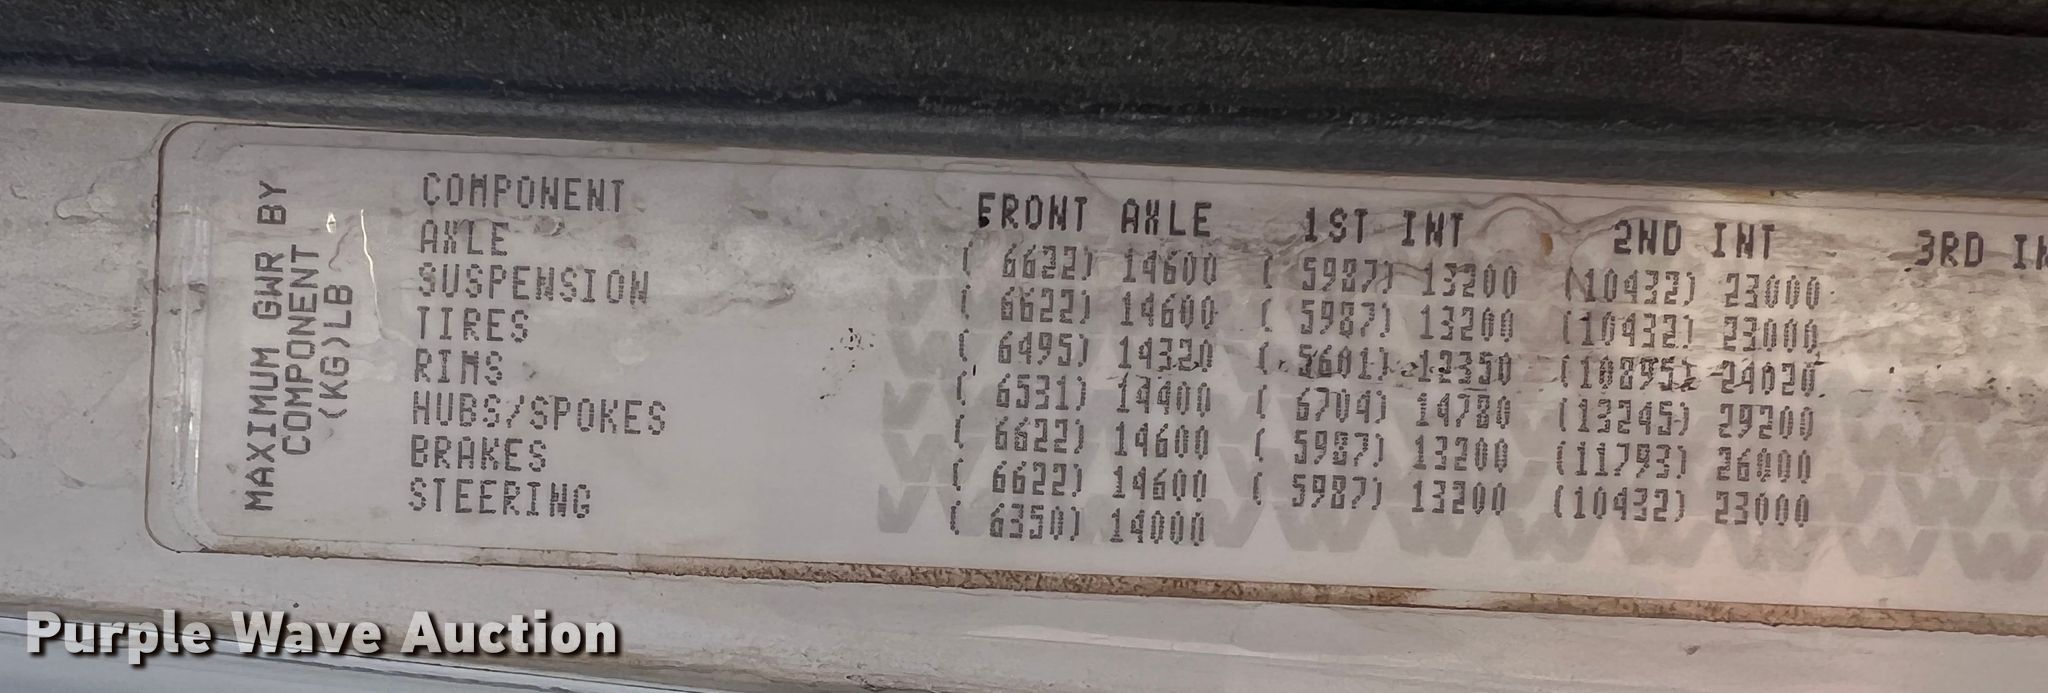 MAXIMUM GWR BY
COMPONENT
(KG)LB
COMPONENT FRONT AXLE 1ST INT 2ND INT 3RD IN
AXLE ( 6622) 14600 ( 5987) 13200 (10432) 23000
SUSPENSION ( 6622) 14600 ( 5987) 13200 (10432) 23000
TIRES ( 6495) 14320 ( 5601) 12350 (10895) 24020
RIMS ( 6531) 14400 ( 6704) 14780 (13245) 29200
HUBS/SPOKES ( 6622) 14600 ( 5987) 13200 (11793) 26000
BRAKES ( 6622) 14600 ( 5987) 13200 (10432) 23000
STEERING ( 6350) 14000
Purple Wave Auction